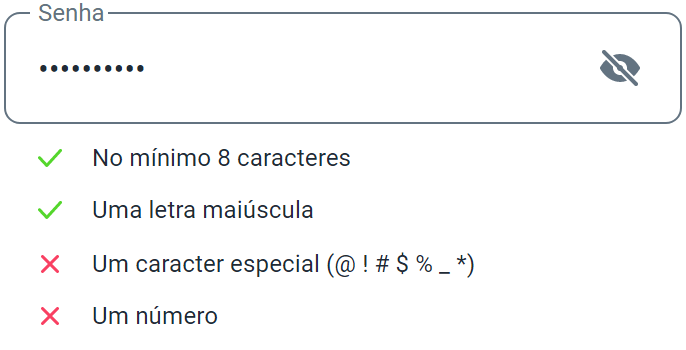 Senha
••••••••••
No mínimo 8 caracteres
Uma letra maiúscula
Um caracter especial (@ ! # $ % _ *)
Um número